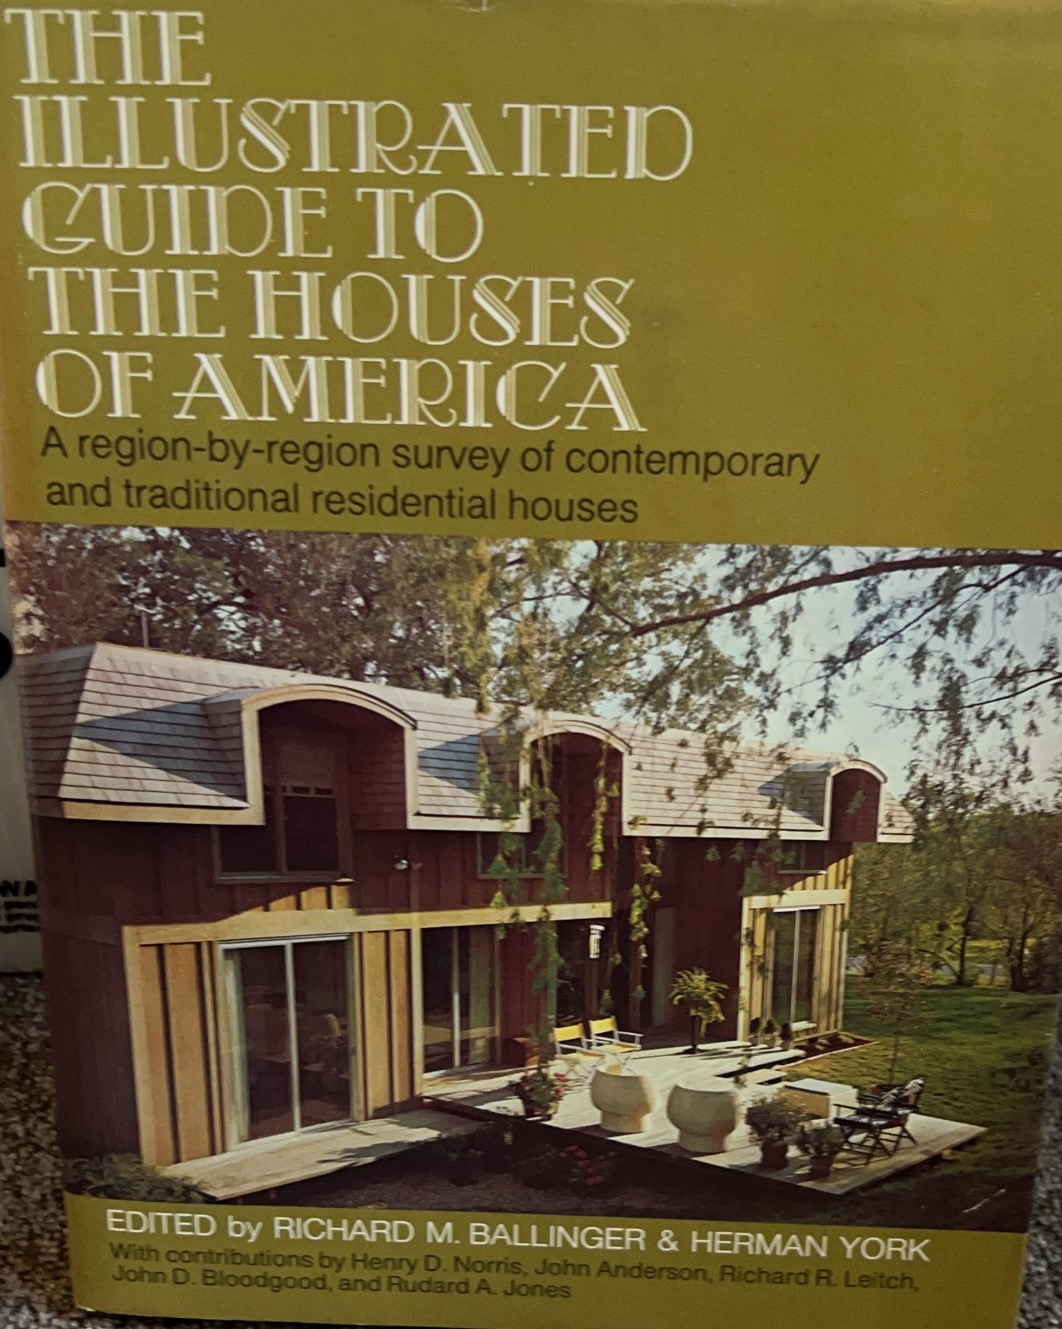 THE
ILLUSTRATED
GUIDE TO
THE HOUSES
OF AMERICA
A region-by-region survey of contemporary
and traditional residential houses
EDITED by RICHARD M. BALLINGER & HERMAN YORK
With contributions by Henry D. Norris, John Anderson, Richard R. Leitch,
John D. Bloodgood, and Rudard A. Jones